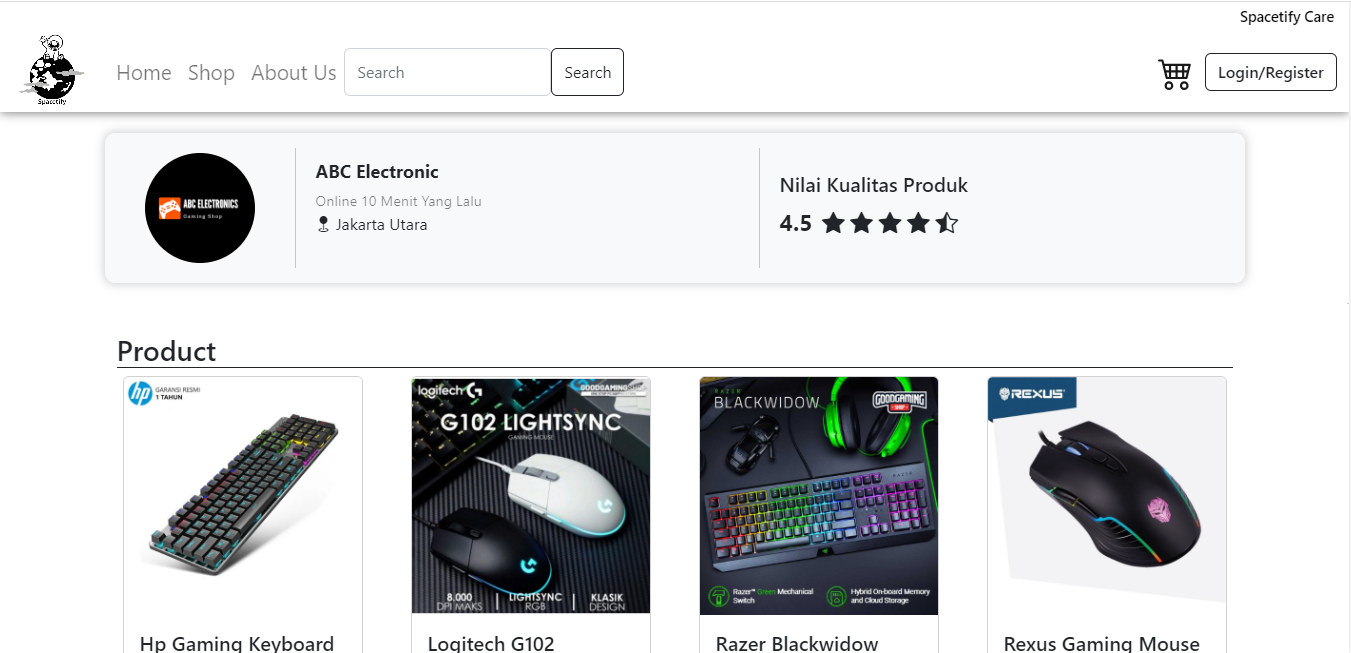 Spacetify Care
Spacetify
Home Shop About Us Search Search Login/Register
ABC ELECTRONICS
Gaming Shop
ABC Electronic
Online 10 Menit Yang Lalu
Jakarta Utara
Nilai Kualitas Produk
4.5
Product
hp GARANSI RESMI
1 TAHUN
Hp Gaming Keyboard
logitech G GOODGAMING
G102 LIGHTSYNC
GAMING MOUSE
8.000 LIGHTSYNC KLASIK
DPI MAKS RGB DESIGN
Logitech G102
RAZER
BLACKWIDOW
GOODGAMING
SHOP
RAZER
Razer™ Green Mechanical
Switch
Hybrid On-board Memory
and Cloud Storage
Razer Blackwidow
REXUS
Rexus Gaming Mouse